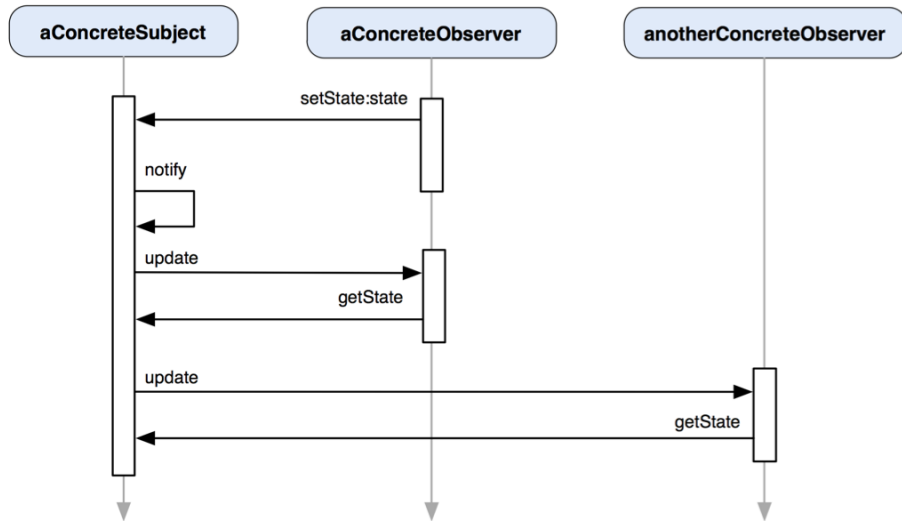 aConcreteSubject
aConcreteObserver
anotherConcreteObserver
setState:state
notify
update
getState
update
getState